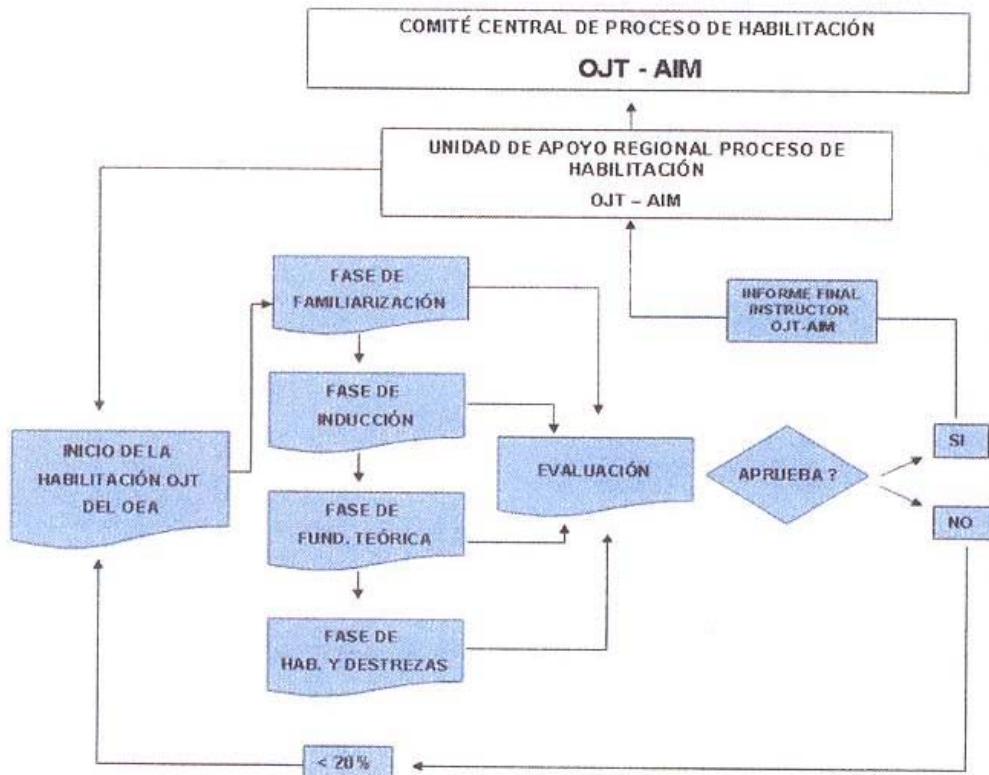 COMITÉ CENTRAL DE PROCESO DE HABILITACIÓN
OJT - AIM
UNIDAD DE APOYO REGIONAL PROCESO DE
HABILITACIÓN
OJT – AIM
FASE DE
FAMILIARIZACIÓN
INFORME FINAL
INSTRUCTOR
OJT-AIM
FASE DE
INDUCCIÓN
INICIO DE LA
HABILITACIÓN OJT
DEL OEA
EVALUACIÓN
APRUEBA ?
SI
NO
FASE DE
FUND. TEÓRICA
FASE DE
HAB. Y DESTREZAS
< 20 %